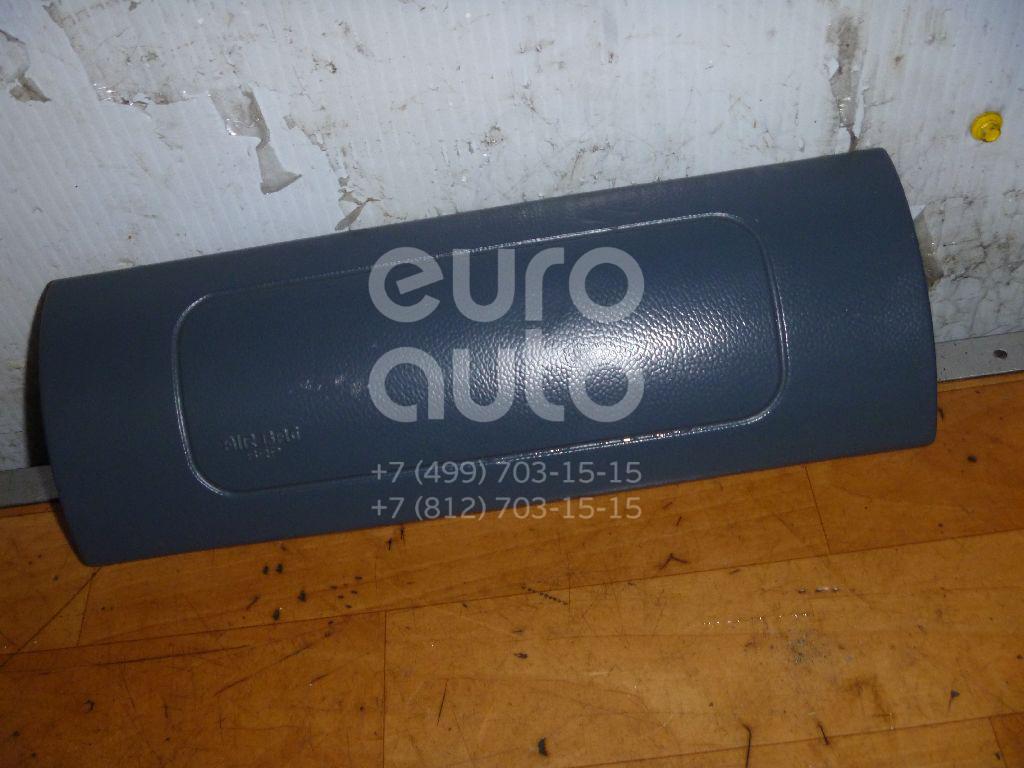 euro
auto
+7 (499) 703-15-15
+7 (812) 703-15-15